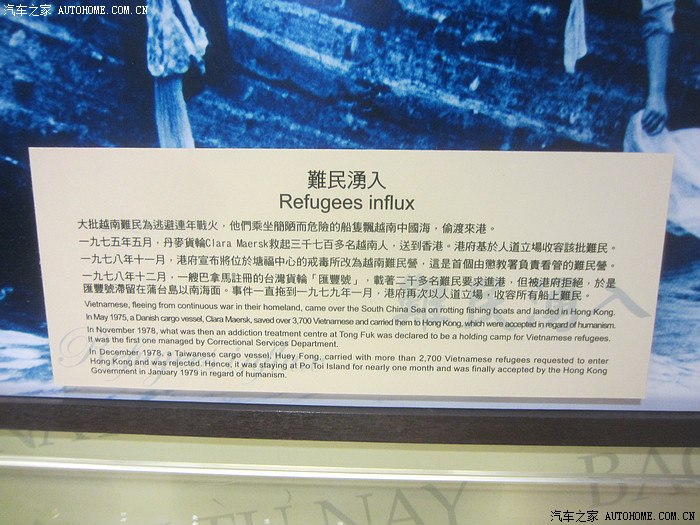 汽车之家 AUTOHOME.COM.CN
汽车之家 AUTOHOME.COM.CN
難民湧入
Refugees influx
大批越南難民為逃避連年戰火，他們乘坐簡陋而危險的船隻飄越南中國海，偷渡來港。
一九七五年五月，丹麥貨輪Clara Maersk救起三千七百多名越南人，送到香港。港府基於人道立場收容該批難民。
一九七八年十一月，港府宣布將位於塘福中心的戒毒所改為越南難民營，這是首個由懲教署負責看管的難民營。
一九七八年十二月，一艘巴拿馬註冊的台灣貨輪「匯豐號」，載著二千多名難民要求進港，但被港府拒絕，於是
匯豐號滯留在蒲台島以南海面。事件一直拖到一九七九年一月，港府再次以人道立場，收容所有船上難民。
Vietnamese, fleeing from continuous war in their homeland, came over the South China Sea on rotting fishing boats and landed in Hong Kong.
In May 1975, a Danish cargo vessel, Clara Maersk, saved over 3,700 Vietnamese and carried them to Hong Kong, which were accepted in regard of humanism.
In November 1978, what was then an addiction treatment centre at Tong Fuk was declared to be a holding camp for Vietnamese refugees.
It was the first one managed by Correctional Services Department.
In December 1978, a Taiwanese cargo vessel, Huey Fong, carried with more than 2,700 Vietnamese refugees requested to enter
Hong Kong and was rejected. Hence, it was staying at Po Toi Island for nearly one month and was finally accepted by the Hong Kong
Government in January 1979 in regard of humanism.
NAY
BAC
汽车之家 AUTOHOME.COM.CN